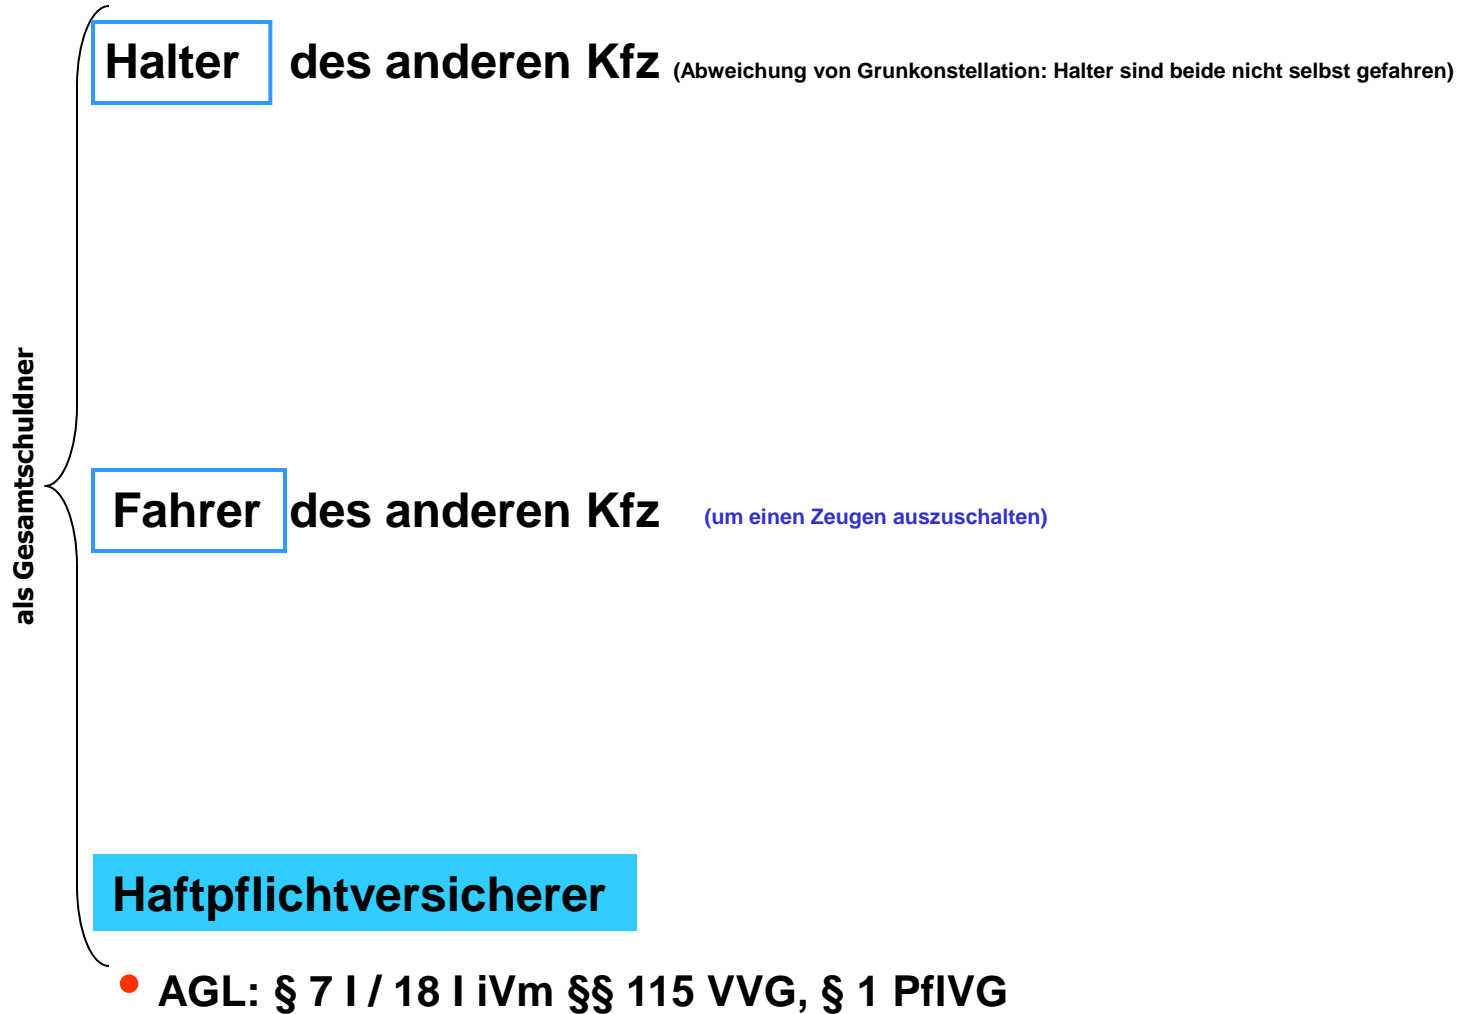 Halter des anderen Kfz (Abweichung von Grunkonstellation: Halter sind beide nicht selbst gefahren)
als Gesamtschuldner
Fahrer des anderen Kfz (um einen Zeugen auszuschalten)
Haftpflichtversicherer
• AGL: § 7 I / 18 I iVm §§ 115 VVG, § 1 PflVG